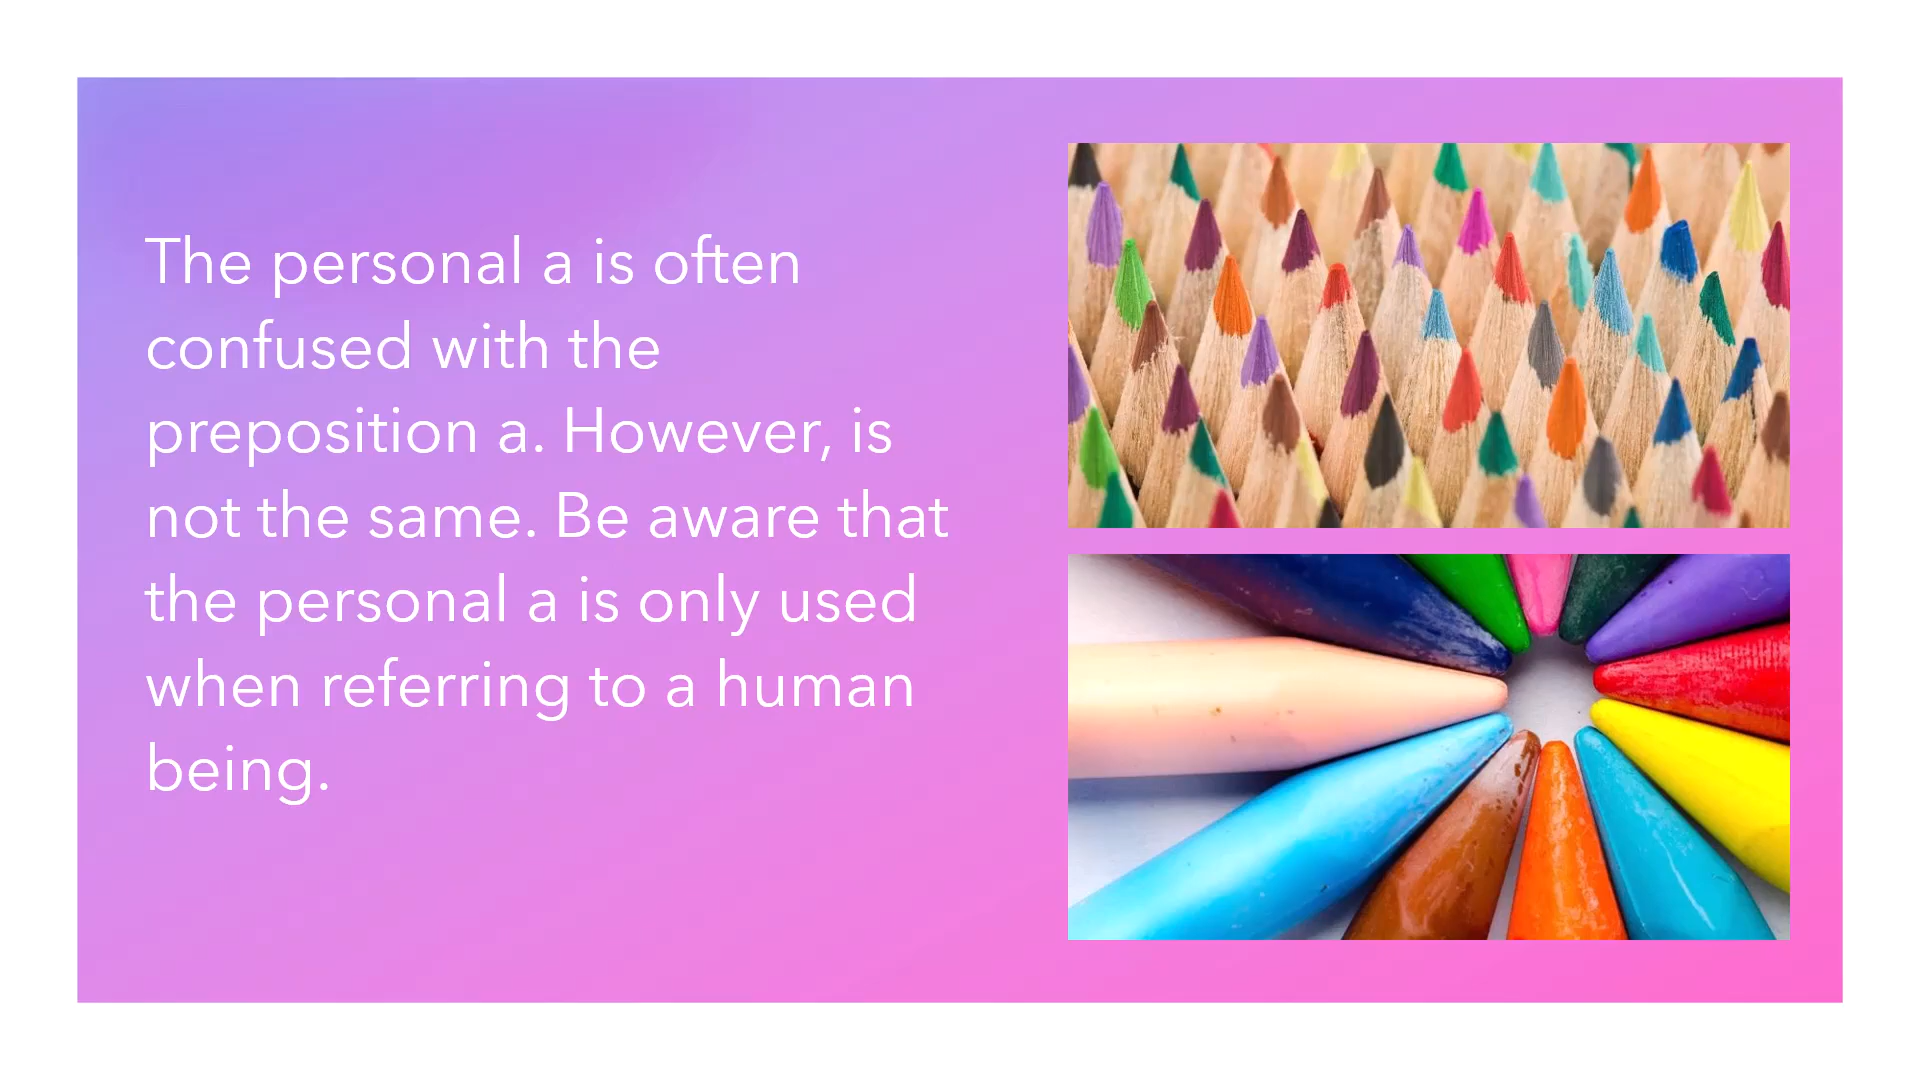 The personal a is often
confused with the
preposition a. However, is
not the same. Be aware that
the personal a is only used
when referring to a human
being.